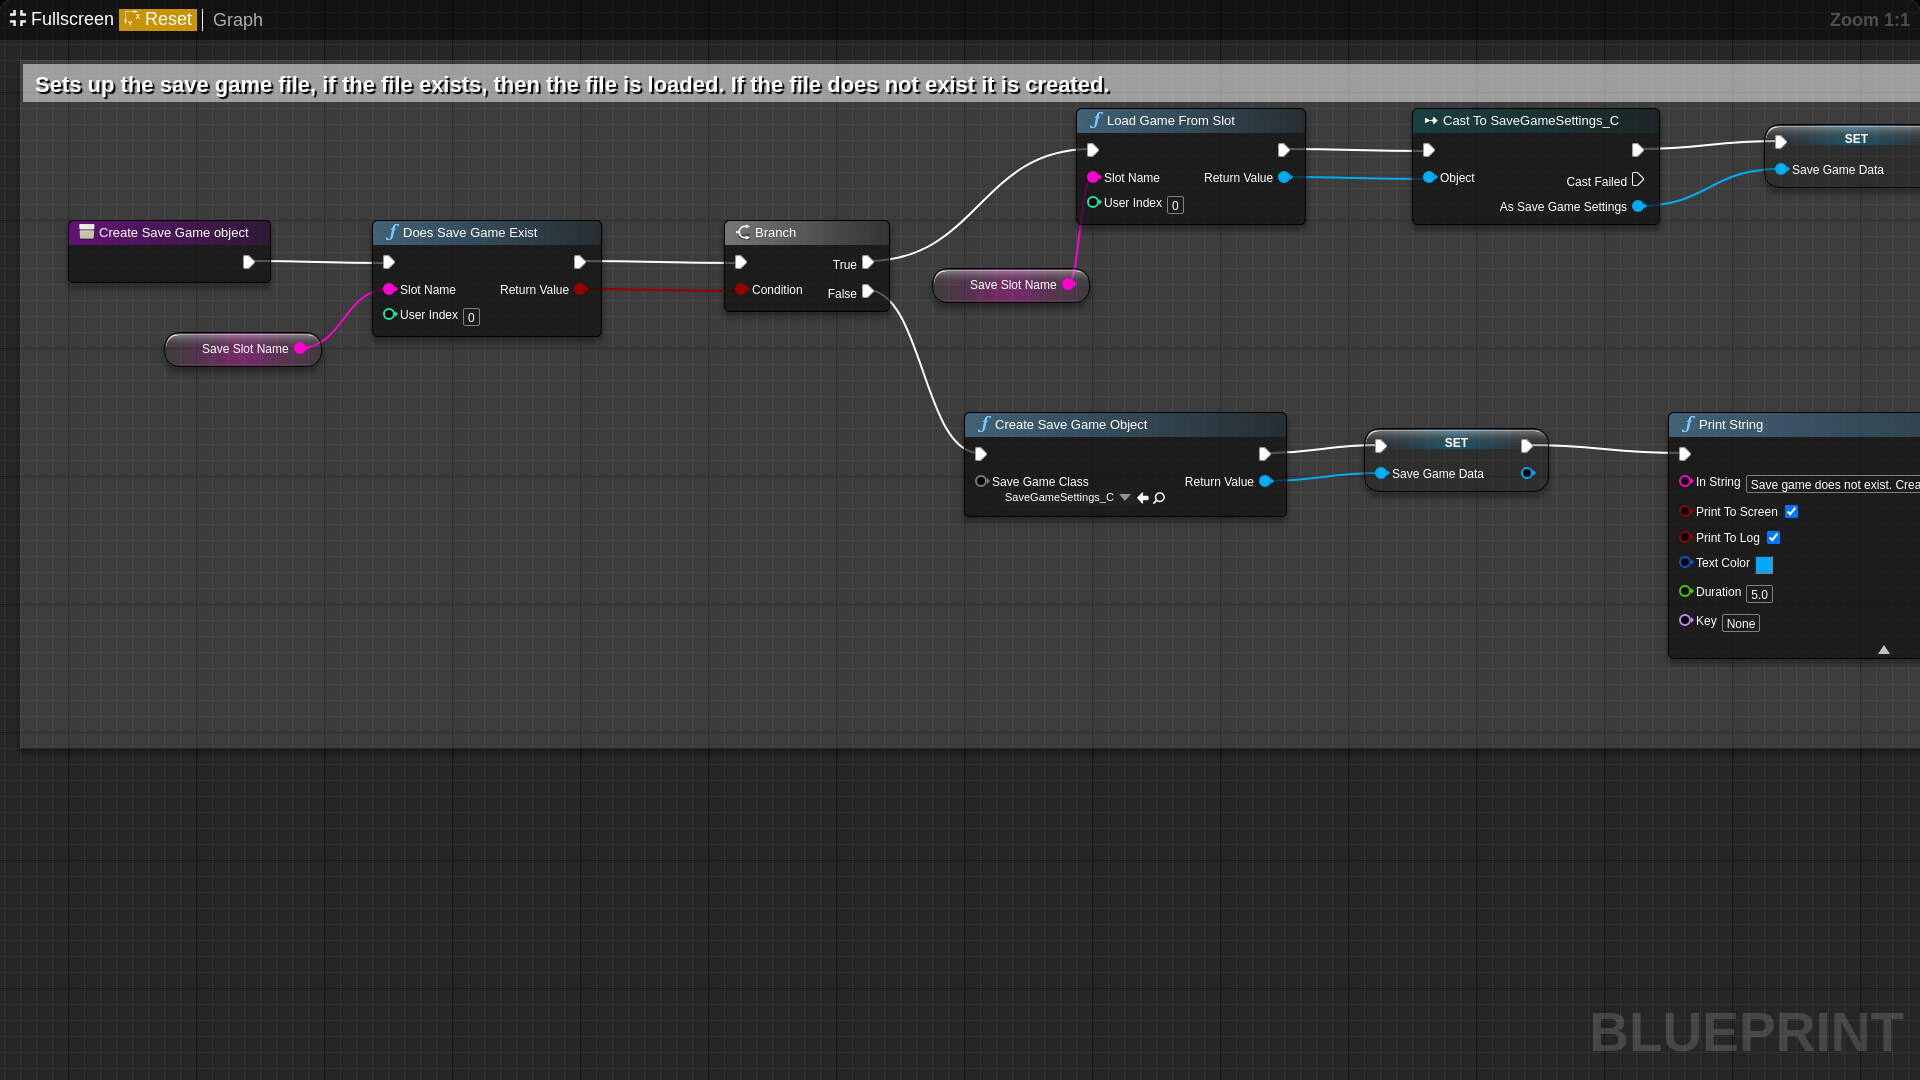 Fullscreen Reset Graph
Zoom 1:1
Sets up the save game file, if the file exists, then the file is loaded. If the file does not exist it is created.
Load Game From Slot
Slot Name Return Value
User Index 0
Cast To SaveGameSettings_C
Object
Cast Failed
As Save Game Settings
SET
Save Game Data
Create Save Game object
Does Save Game Exist
Slot Name Return Value
User Index 0
Branch
True
Condition
False
Save Slot Name
Save Slot Name
Create Save Game Object
Save Game Class Return Value
SaveGameSettings_C
SET
Save Game Data
Print String
In String Save game does not exist. Crea
Print To Screen
Print To Log
Text Color
Duration 5.0
Key None
BLUEPRINT